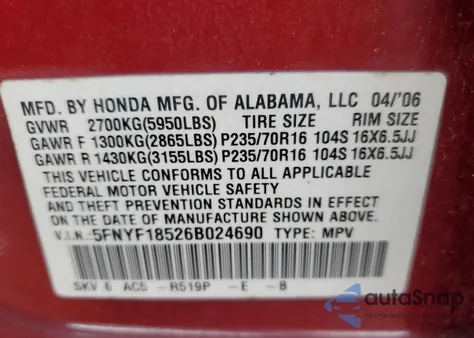 MFD. BY HONDA MFG. OF ALABAMA, LLC 04/'06
GVWR 2700KG(5950LBS) TIRE SIZE RIM SIZE
GAWR F 1300KG(2865LBS) P235/70R16 104S 16X6.5JJ
GAWR R 1430KG(3155LBS) P235/70R16 104S 16X6.5JJ
THIS VEHICLE CONFORMS TO ALL APPLICABLE
FEDERAL MOTOR VEHICLE SAFETY
AND THEFT PREVENTION STANDARDS IN EFFECT
ON THE DATE OF MANUFACTURE SHOWN ABOVE.
V.I.N.:5FNYF18526B024690 TYPE: MPV
SKV 6 AC5 -R519P -E -B
autoSnap